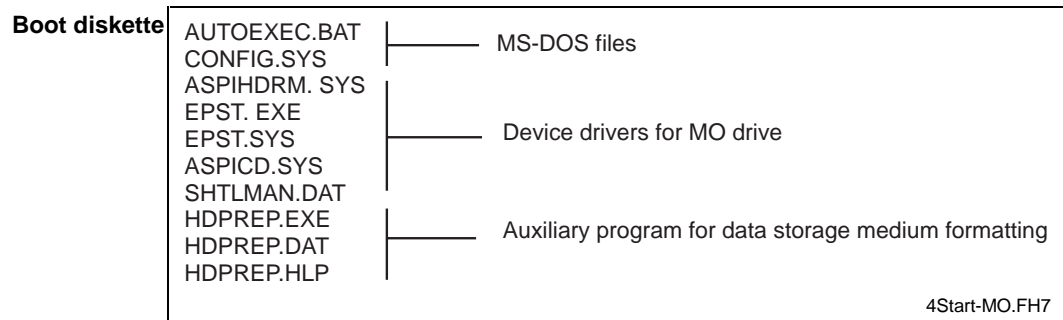 Boot diskette
AUTOEXEC.BAT
CONFIG.SYS
MS-DOS files
ASPIHDRM. SYS
EPST. EXE
EPST.SYS
ASPICD.SYS
SHTLMAN.DAT
Device drivers for MO drive
HDPREP.EXE
HDPREP.DAT
HDPREP.HLP
Auxiliary program for data storage medium formatting
4Start-MO.FH7